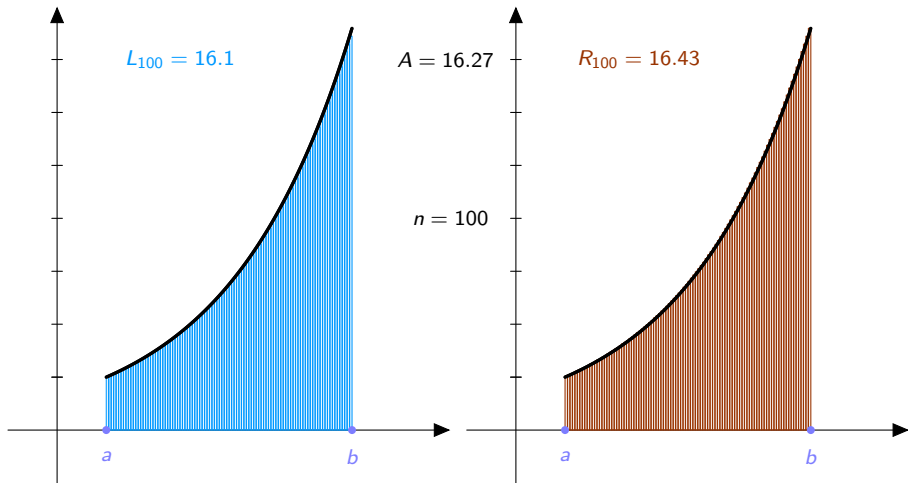 L₁₀₀ = 16.1
A = 16.27
R₁₀₀ = 16.43
n = 100
a
b
a
b